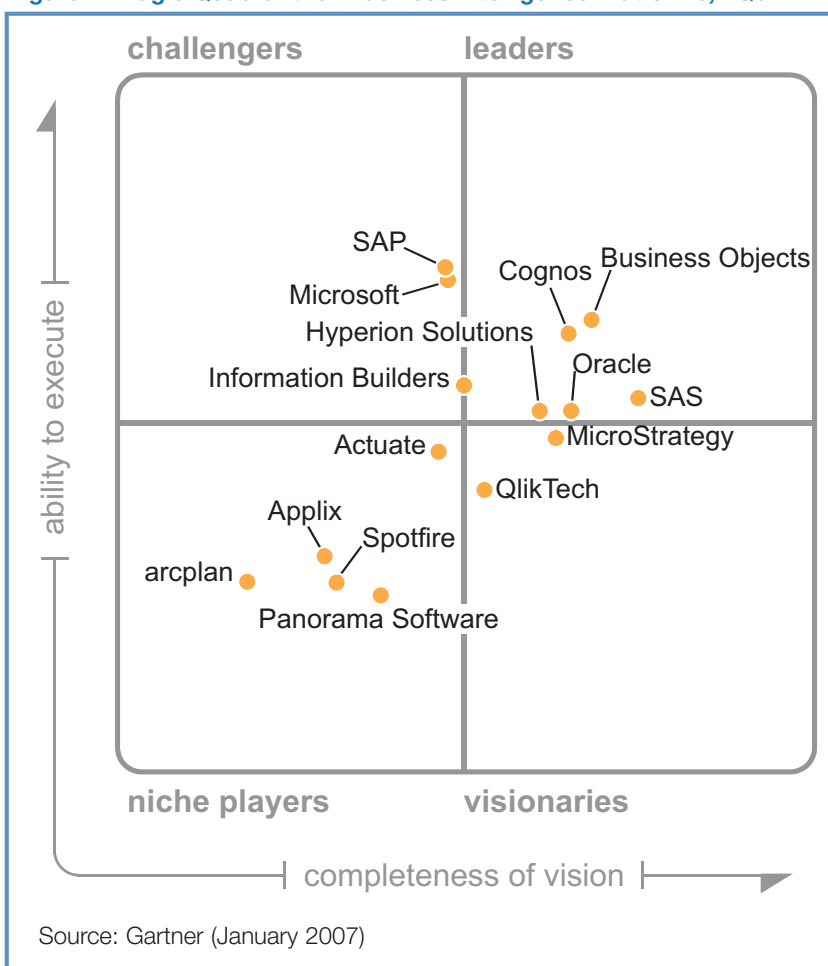 challengers
leaders
SAP
Business Objects
Cognos
Microsoft
Hyperion Solutions
Oracle
Information Builders
SAS
MicroStrategy
Actuate
QlikTech
Applix
Spotfire
arcplan
Panorama Software
ability to execute
niche players
visionaries
completeness of vision
Source: Gartner (January 2007)